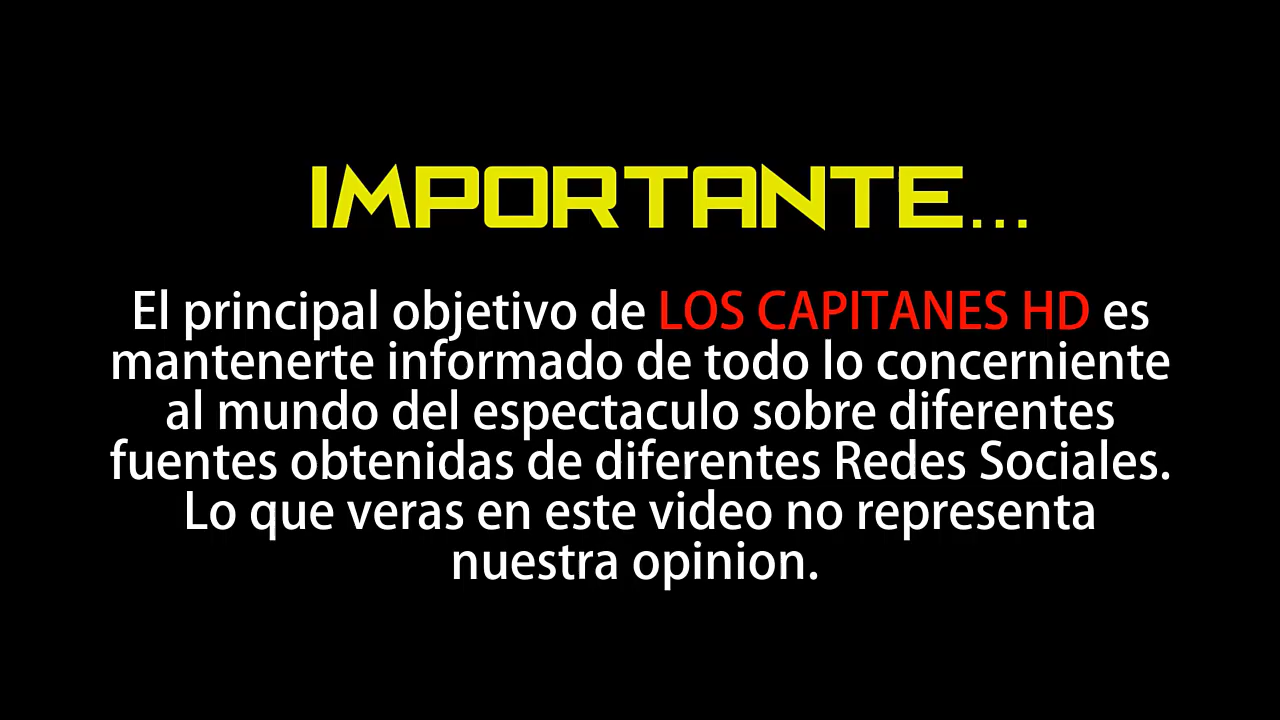 IMPORTANTE...
El principal objetivo de LOS CAPITANES HD es
mantenerte informado de todo lo concerniente
al mundo del espectaculo sobre diferentes
fuentes obtenidas de diferentes Redes Sociales.
Lo que veras en este video no representa
nuestra opinion.